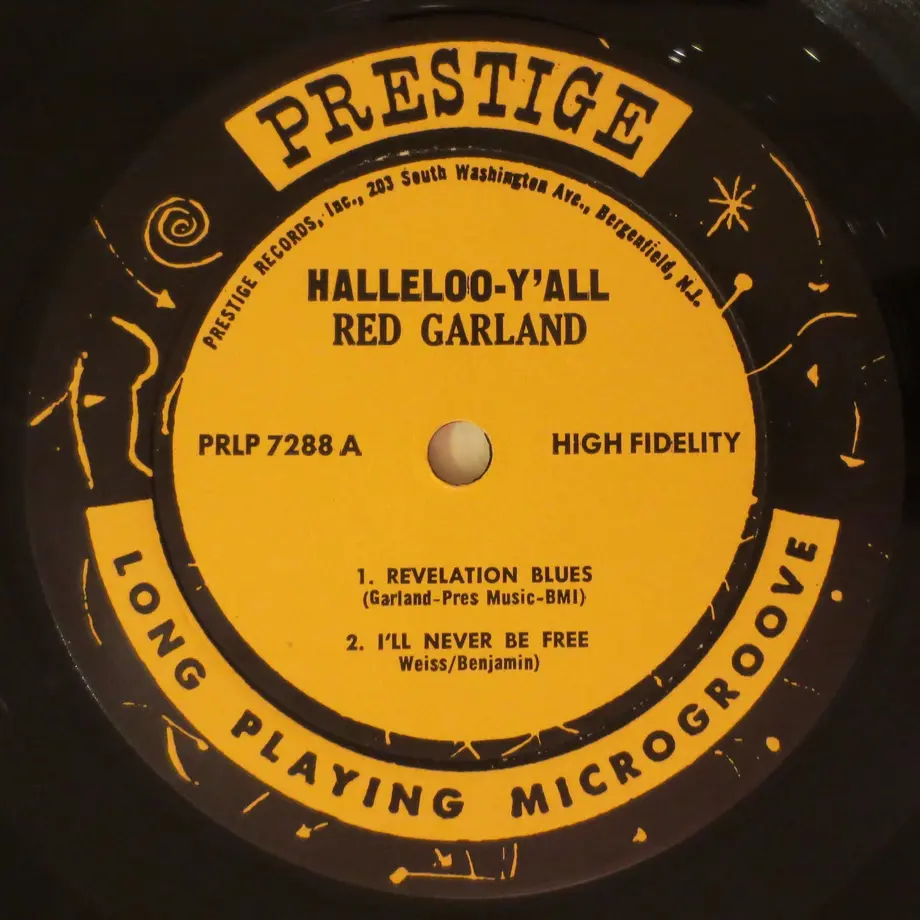 PRESTIGE
PRESTIGE RECORDS, Inc., 203 South Washington Ave., Bergenfield, N.J.
HALLELOO-Y'ALL
RED GARLAND
PRLP 7288 A
HIGH FIDELITY
1. REVELATION BLUES
(Garland-Pres Music-BMI)
2. I'LL NEVER BE FREE
Weiss/Benjamin)
LONG PLAYING MICROGROOVE